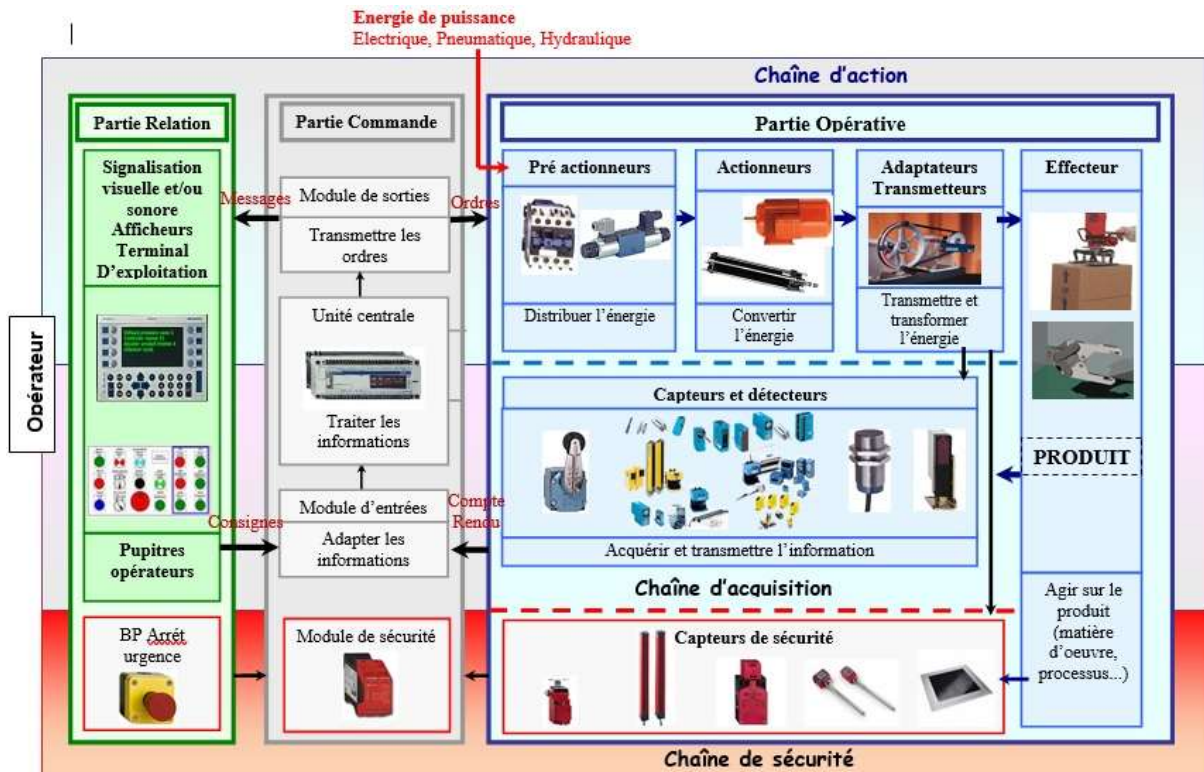 Energie de puissance
Electrique, Pneumatique, Hydraulique
Chaîne d'action
Opérateur
Partie Relation
Signalisation
visuelle et/ou
sonore
Afficheurs
Terminal
D'exploitation
Pupitres
opérateurs
BP Arrét
urgence
Messages
Consignes
Partie Commande
Module de sorties
Transmettre les
ordres
Unité centrale
Traiter les
informations
Module d'entrées
Adapter les
informations
Module de sécurité
Ordres
Compte
Rendu
Partie Opérative
Pré actionneurs
Distribuer l'énergie
Actionneurs
Convertir
l'énergie
Adaptateurs
Transmetteurs
Transmettre et
transformer
l'énergie
Effecteur
PRODUIT
Agir sur le
produit
(matière
d'oeuvre,
processus...)
Capteurs et détecteurs
Acquérir et transmettre l'information
Chaîne d'acquisition
Capteurs de sécurité
Chaîne de sécurité